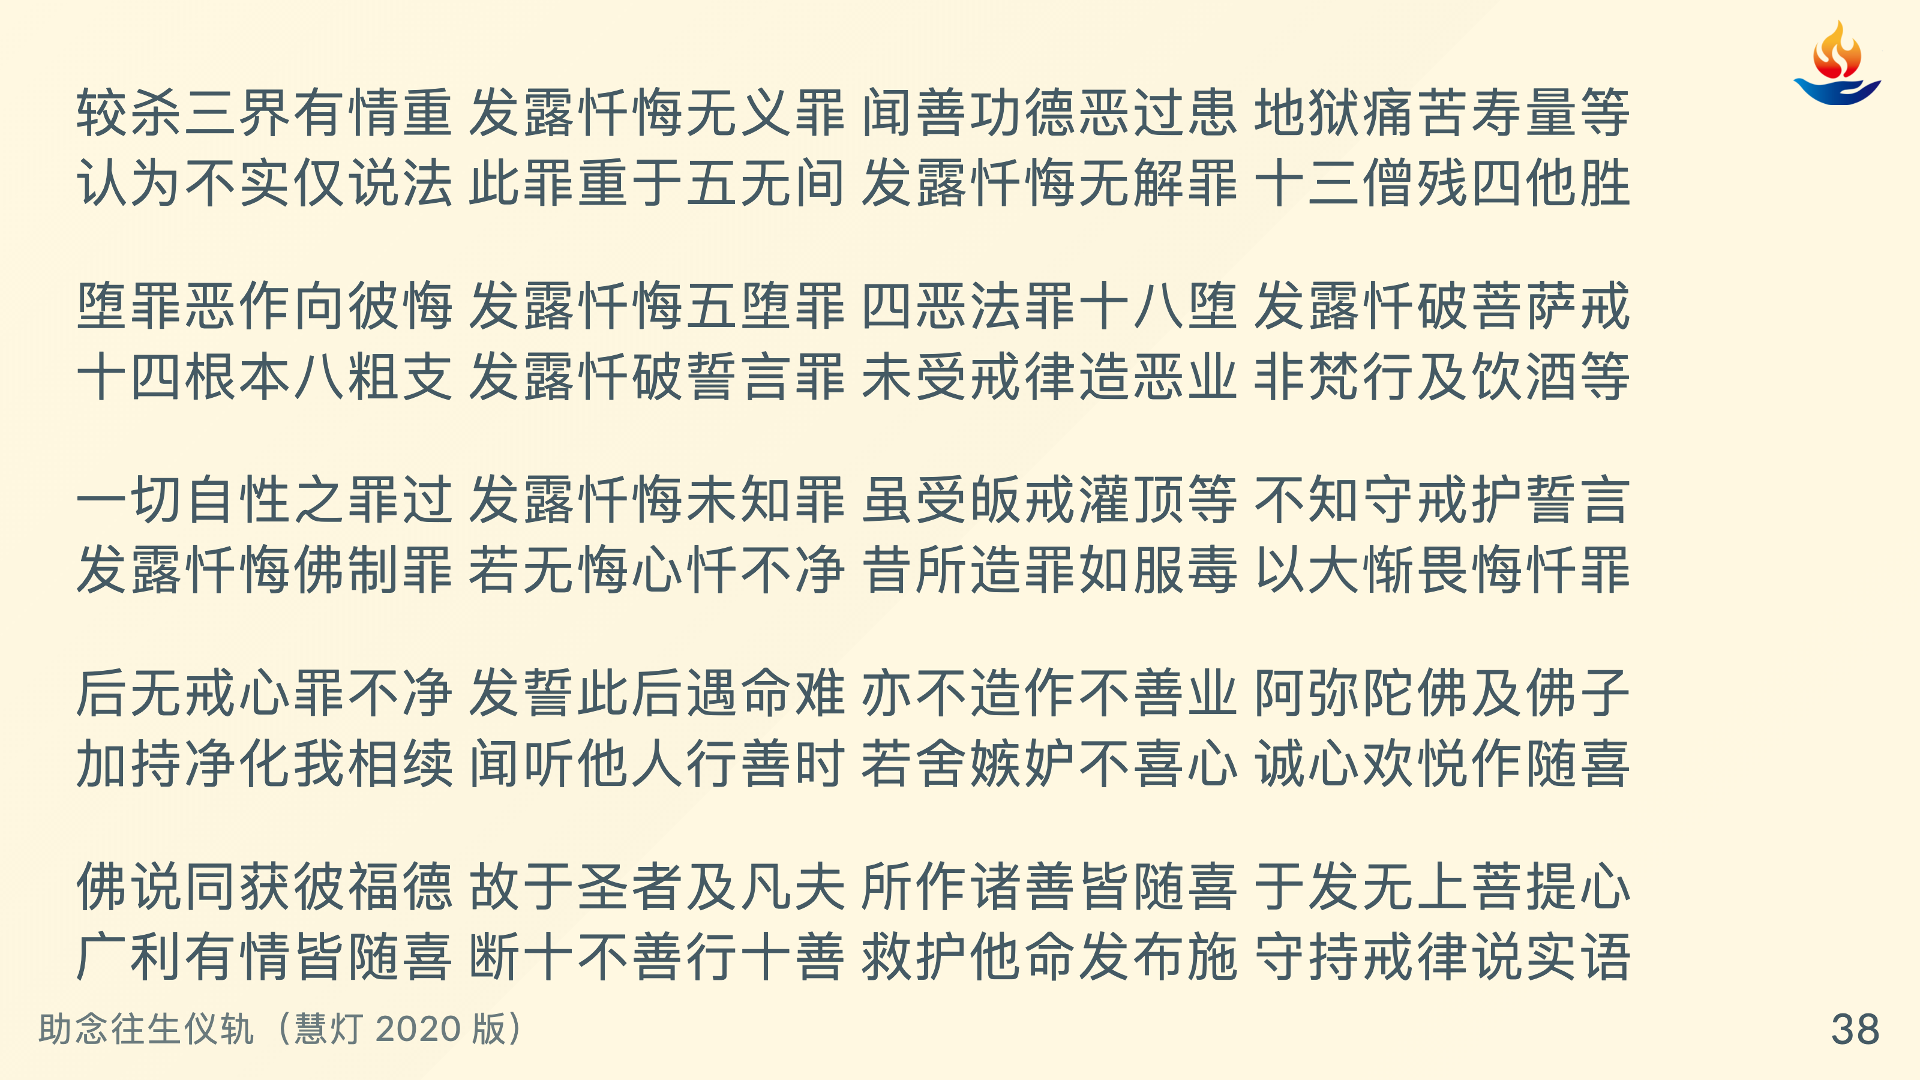 较杀三界有情重 发露忏悔无义罪 闻善功德恶过患 地狱痛苦寿量等
认为不实仅说法 此罪重于五无间 发露忏悔无解罪 十三僧残四他胜
堕罪恶作向彼悔 发露忏悔五堕罪 四恶法罪十八堕 发露忏破菩萨戒
十四根本八粗支 发露忏破誓言罪 未受戒律造恶业 非梵行及饮酒等
一切自性之罪过 发露忏悔未知罪 虽受皈戒灌顶等 不知守戒护誓言
发露忏悔佛制罪 若无悔心忏不净 昔所造罪如服毒 以大惭畏悔忏罪
后无戒心罪不净 发誓此后遇命难 亦不造作不善业 阿弥陀佛及佛子
加持净化我相续 闻听他人行善时 若舍嫉妒不喜心 诚心欢悦作随喜
佛说同获彼福德 故于圣者及凡夫 所作诸善皆随喜 于发无上菩提心
广利有情皆随喜 断十不善行十善 救护他命发布施 守持戒律说实语
助念往生仪轨（慧灯 2020 版）
38